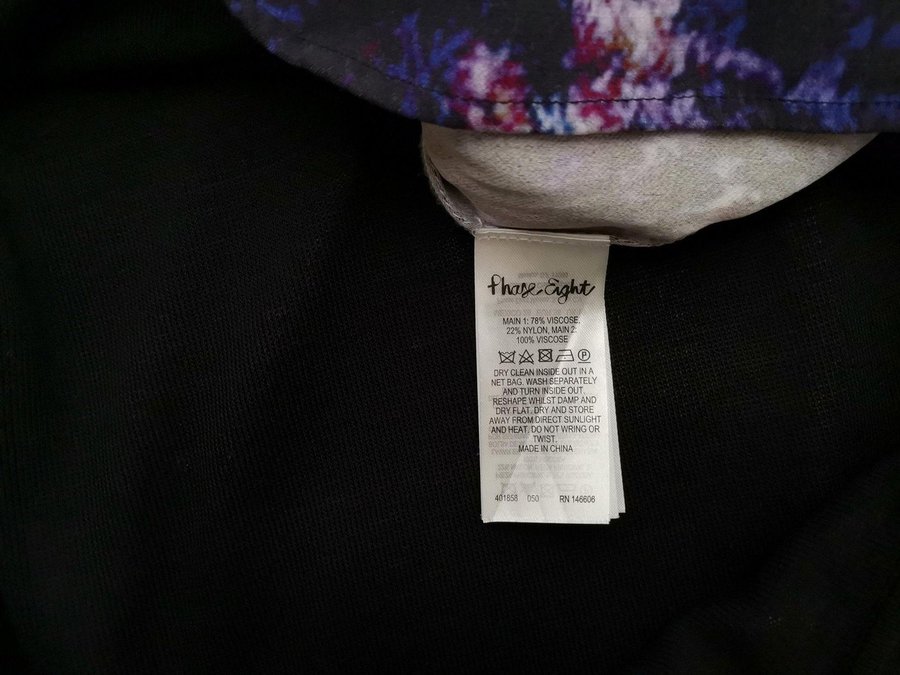 Phase Eight
MAIN 1: 78% VISCOSE,
22% NYLON, MAIN 2:
100% VISCOSE
P
DRY CLEAN INSIDE OUT IN A
NET BAG. WASH SEPARATELY
AND TURN INSIDE OUT.
RESHAPE WHILST DAMP AND
DRY FLAT. DRY AND STORE
AWAY FROM DIRECT SUNLIGHT
AND HEAT. DO NOT WRING OR
TWIST.
MADE IN CHINA
401658 050 RN 146606